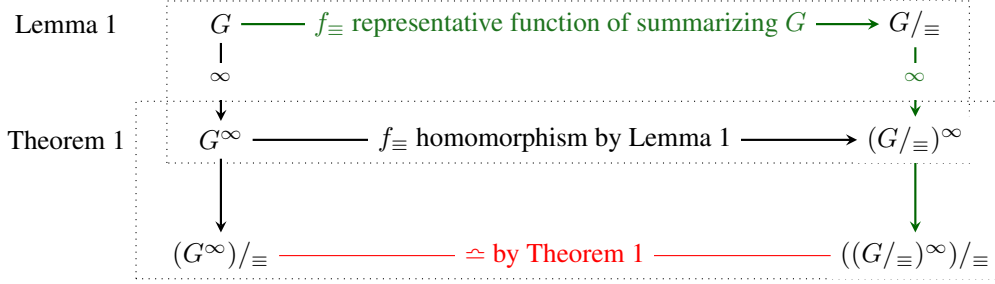 Lemma 1 G f≡ representative function of summarizing G G/≡
∞ ∞
Theorem 1 G∞ f≡ homomorphism by Lemma 1 (G/≡)∞
(G∞)/≡ ≏ by Theorem 1 ((G/≡)∞)/≡